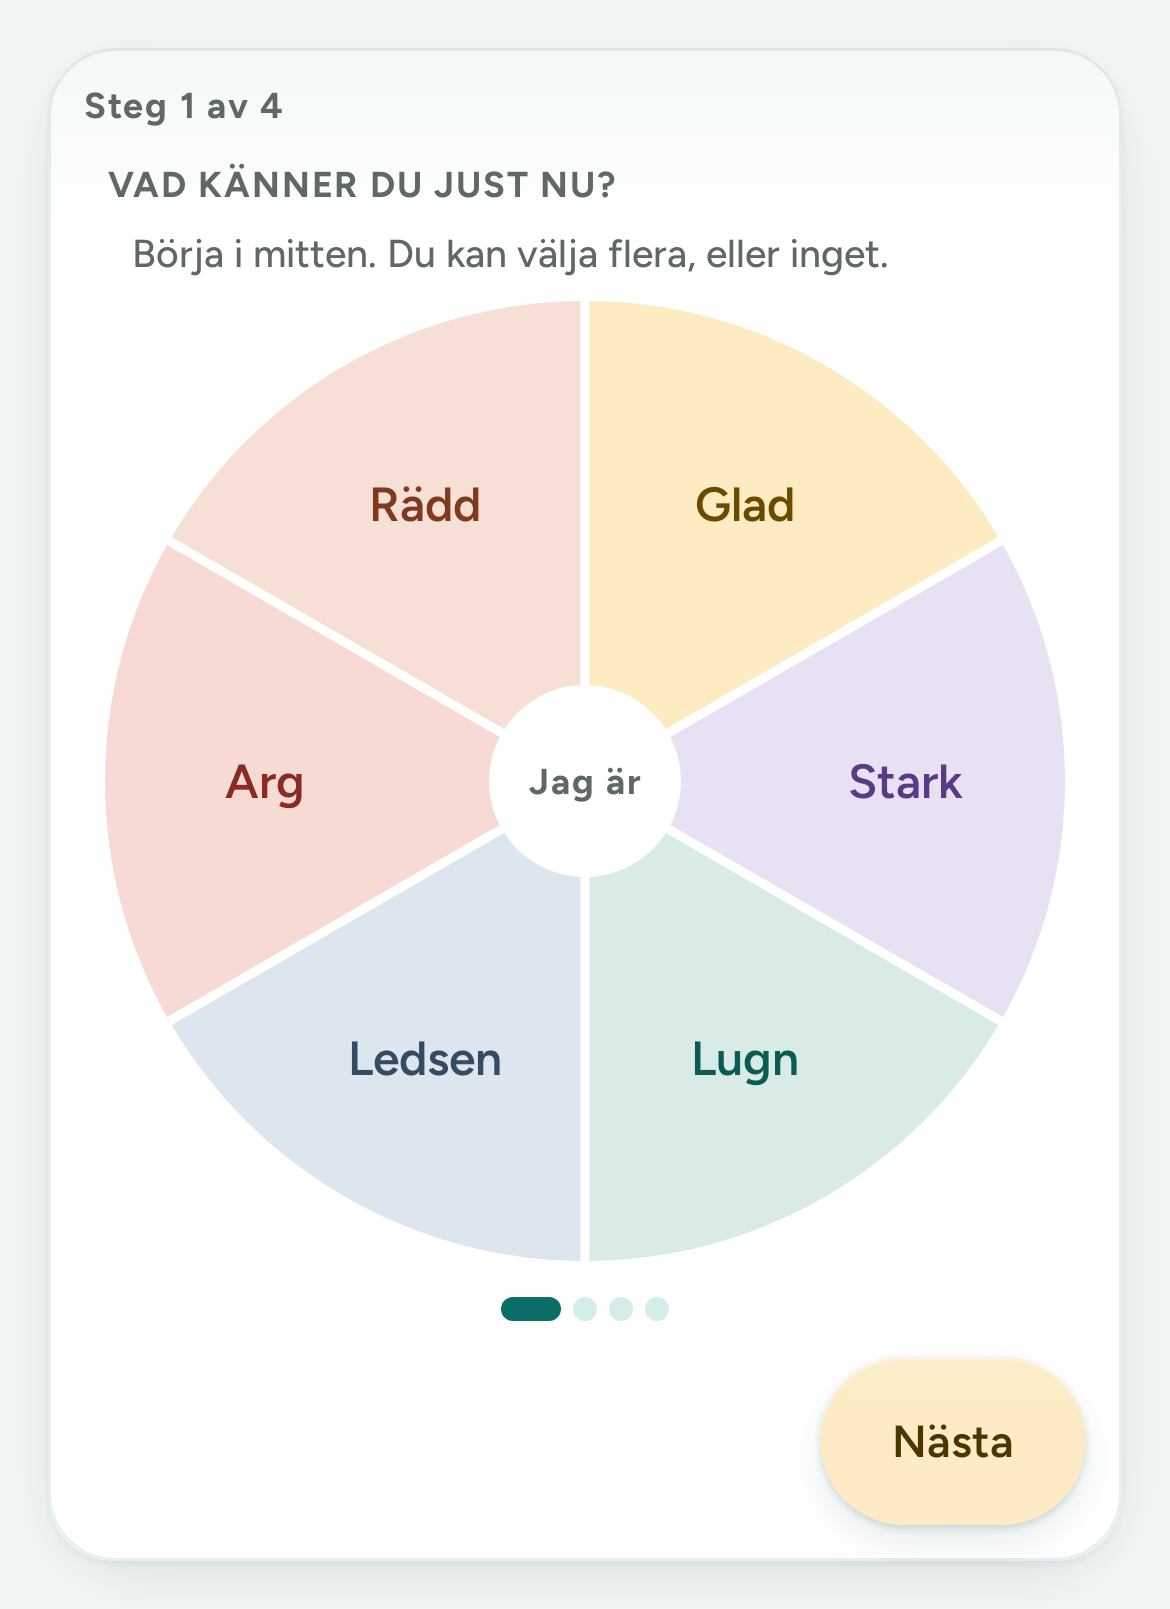 Steg 1 av 4
VAD KÄNNER DU JUST NU?
Börja i mitten. Du kan välja flera, eller inget.
Rädd
Glad
Arg
Jag är
Stark
Ledsen
Lugn
Nästa